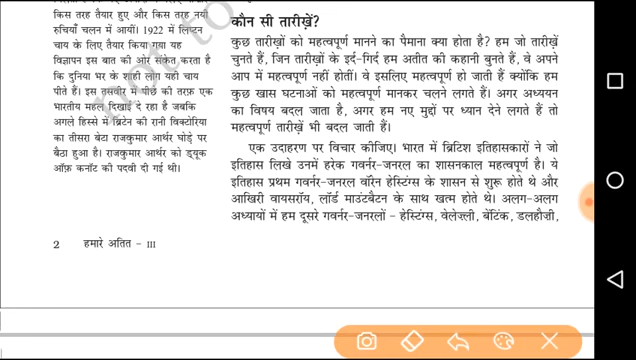 किस तरह तैयार हुए और किस तरह नयी
रुचियाँ चलन में आयीं। 1922 में लिप्टन
चाय के लिए तैयार किया गया यह
विज्ञापन इस बात की ओर संकेत करता है
कि दुनिया भर के शाही लोग यही चाय
पीते हैं। इस तसवीर में पीछे की तरफ़ एक
भारतीय महल दिखाई दे रहा है जबकि
अगले हिस्से में ब्रिटेन की रानी विक्टोरिया
का तीसरा बेटा राजकुमार आर्थर घोड़े पर
बैठा हुआ है। राजकुमार आर्थर को ड्यूक
ऑफ़ कनॉट की पदवी दी गई थी।
कौन सी तारीख़ें?
कुछ तारीख़ों को महत्वपूर्ण मानने का पैमाना क्या होता है? हम जो तारीख़ें
चुनते हैं, जिन तारीख़ों के इर्द-गिर्द हम अतीत की कहानी बुनते हैं, वे अपने
आप में महत्वपूर्ण नहीं होतीं। वे इसलिए महत्वपूर्ण हो जाती हैं क्योंकि हम
कुछ खास घटनाओं को महत्वपूर्ण मानकर चलने लगते हैं। अगर अध्ययन
का विषय बदल जाता है, अगर हम नए मुद्दों पर ध्यान देने लगते हैं तो
महत्वपूर्ण तारीख़ें भी बदल जाती हैं।
एक उदाहरण पर विचार कीजिए। भारत में ब्रिटिश इतिहासकारों ने जो
इतिहास लिखे उनमें हरेक गवर्नर-जनरल का शासनकाल महत्वपूर्ण है। ये
इतिहास प्रथम गवर्नर-जनरल वॉरेन हेस्टिंग्स के शासन से शुरू होते थे और
आखिरी वायसरॉय, लॉर्ड माउंटबैटन के साथ खत्म होते थे। अलग-अलग
अध्यायों में हम दूसरे गवर्नर-जनरलों – हेस्टिंग्स, वेलेज़्ली, बेंटिंक, डलहौज़ी,
2 हमारे अतित – III
not to